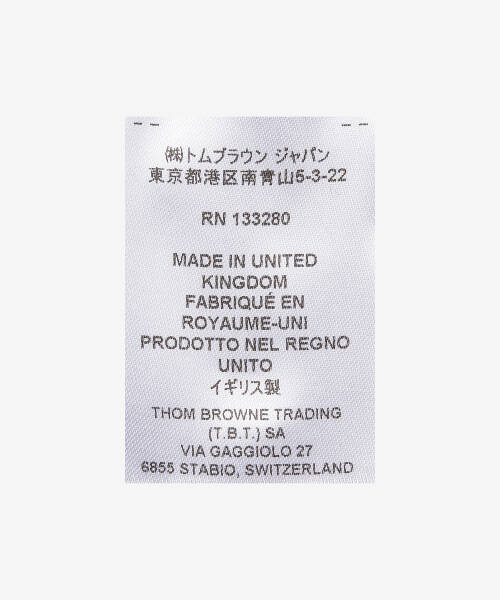 ㈱トムブラウン ジャパン
東京都港区南青山5-3-22
RN 133280
MADE IN UNITED
KINGDOM
FABRIQUÉ EN
ROYAUME-UNI
PRODOTTO NEL REGNO
UNITO
イギリス製
THOM BROWNE TRADING
(T.B.T.) SA
VIA GAGGIOLO 27
6855 STABIO, SWITZERLAND